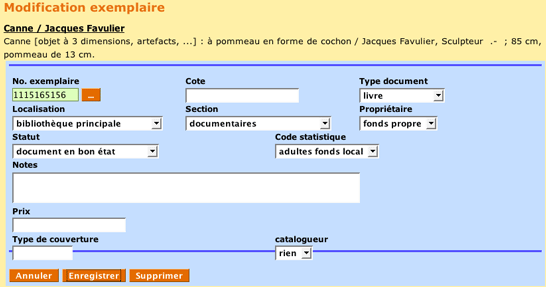 Modification exemplaire
Canne / Jacques Favulier
Canne [objet à 3 dimensions, artefacts, ...] : à pommeau en forme de cochon / Jacques Favulier, Sculpteur .- ; 85 cm,
pommeau de 13 cm.
No. exemplaire Cote Type document
1115165156 ... livre
Localisation Section Propriétaire
bibliothèque principale documentaires fonds propre
Statut Code statistique
document en bon état adultes fonds local
Notes
Prix
Type de couverture catalogueur
rien
Annuler Enregistrer Supprimer